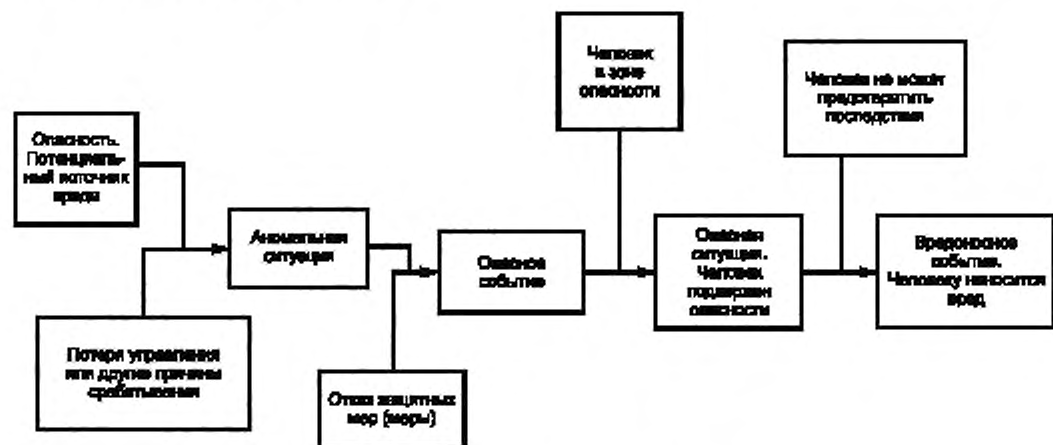 Человек
в зоне
опасности
Человек не может
предотвратить
последствия
Опасность.
Потенциаль-
ный источник
вреда
Аномальная
ситуация
Опасное
событие
Опасная
ситуация.
Человек
подвержен
опасности
Вредоносное
событие.
Человеку наносится
вред
Потеря управления
или другие причины
срабатывания
Отказ защитных
мер (меры)